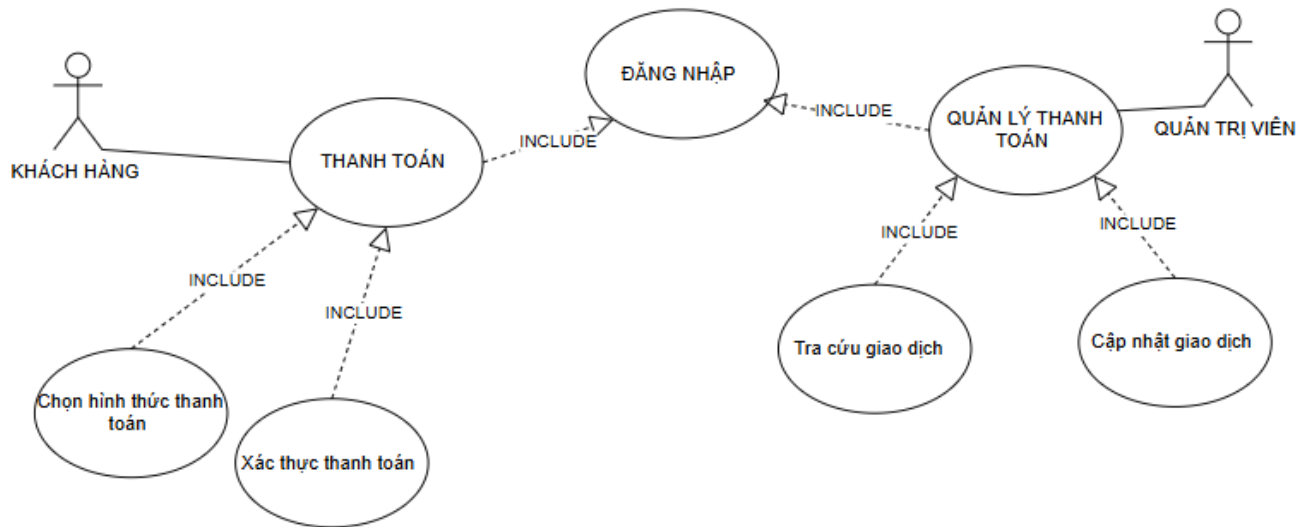 ĐĂNG NHẬP
INCLUDE
INCLUDE
QUẢN LÝ THANH
TOÁN
QUẢN TRỊ VIÊN
KHÁCH HÀNG
THANH TOÁN
INCLUDE
INCLUDE
INCLUDE
INCLUDE
Chọn hình thức thanh
toán
Xác thực thanh toán
Tra cứu giao dịch
Cập nhật giao dịch